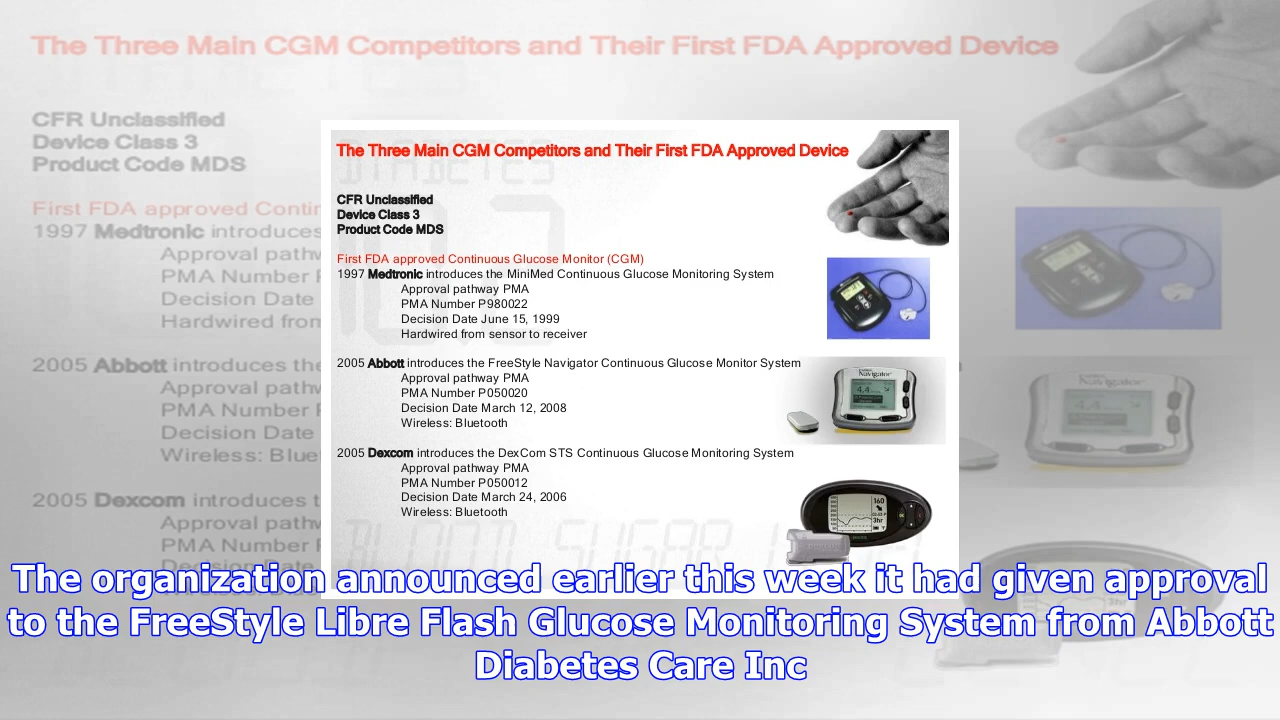 The Three Main CGM Competitors and Their First FDA Approved Device
CFR Unclassified
Device Class 3
Product Code MDS
First FDA approved Continuous Glucose Monitor (CGM)
1997 Medtronic introduces the MiniMed Continuous Glucose Monitoring System
Approval pathway PMA
PMA Number P980022
Decision Date June 15, 1999
Hardwired from sensor to receiver
2005 Abbott introduces the FreeStyle Navigator Continuous Glucose Monitor System
Approval pathway PMA
PMA Number P050020
Decision Date March 12, 2008
Wireless: Bluetooth
2005 Dexcom introduces the DexCom STS Continuous Glucose Monitoring System
Approval pathway PMA
PMA Number P050012
Decision Date March 24, 2006
Wireless: Bluetooth
Navigator
4.4
160
3hr
The organization announced earlier this week it had given approval
to the FreeStyle Libre Flash Glucose Monitoring System from Abbott
Diabetes Care Inc